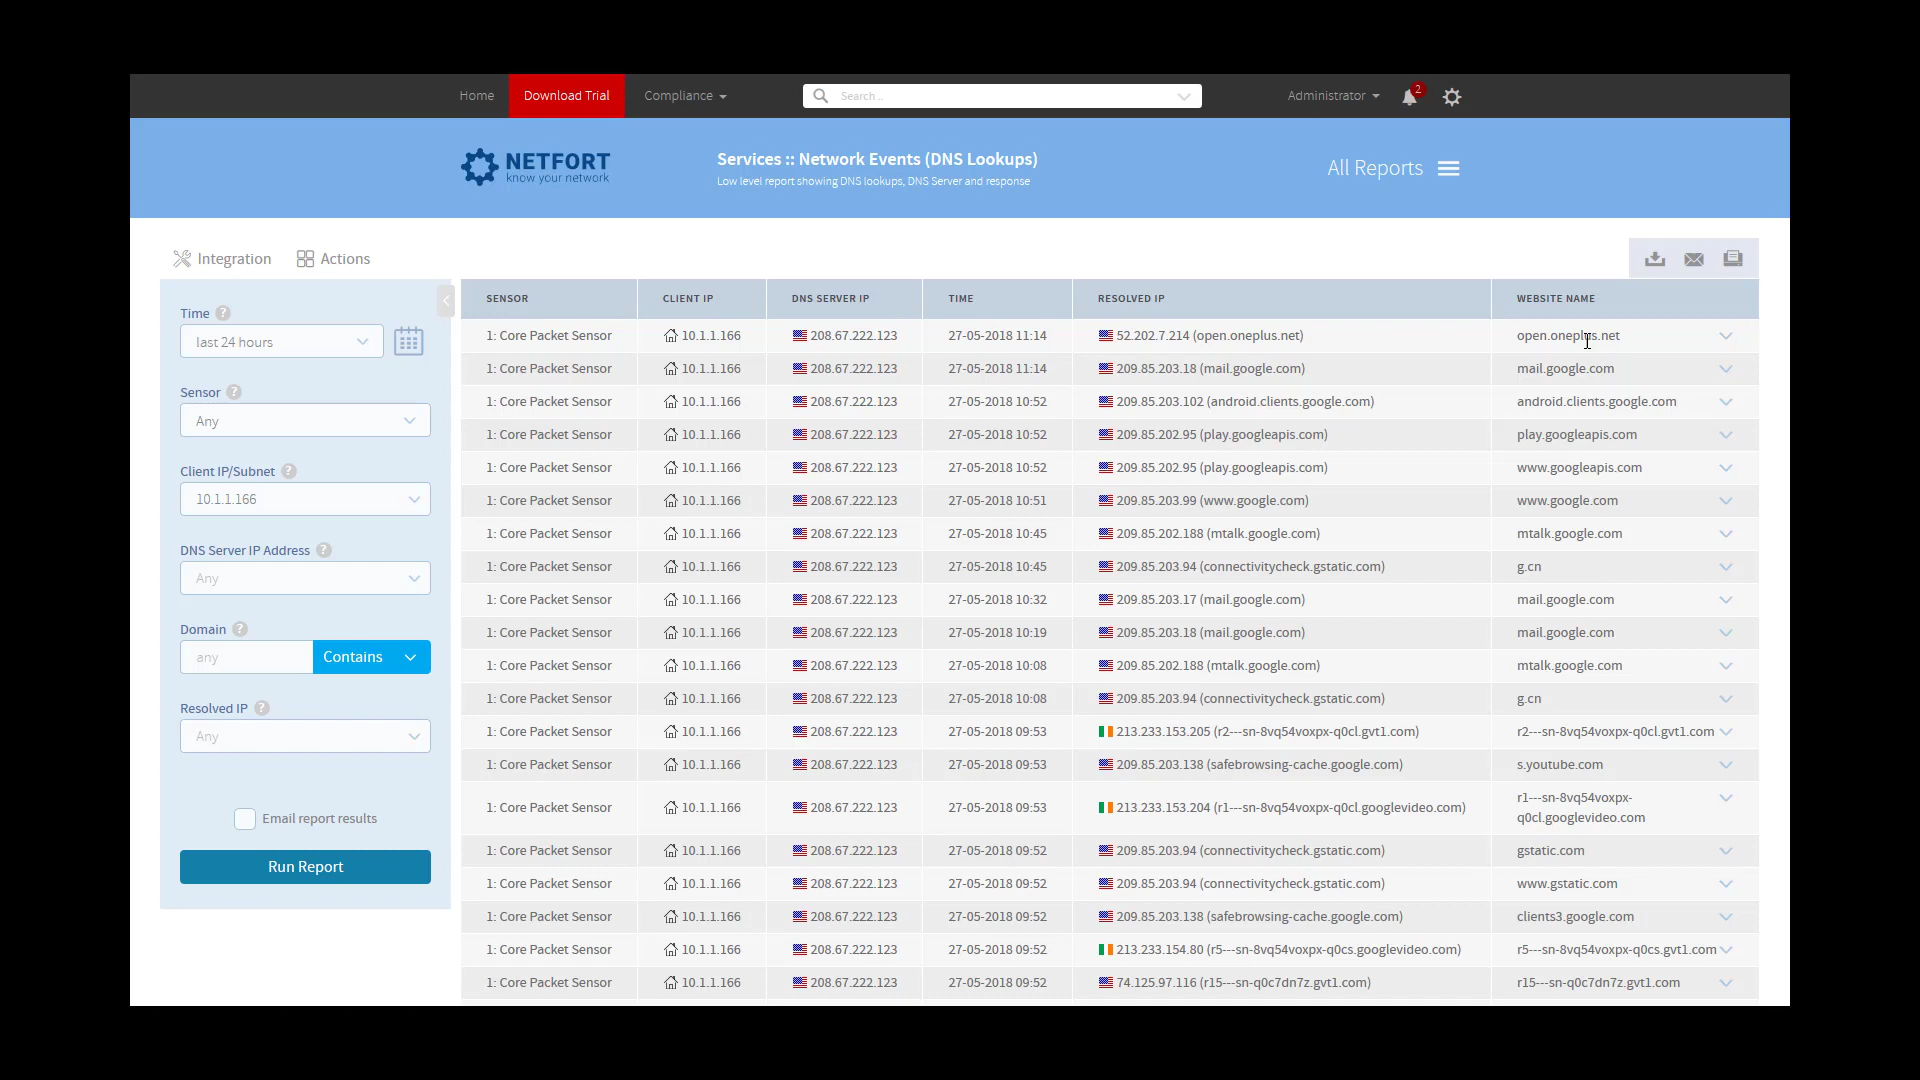 Home Download Trial Compliance Search .. Administrator 2
NETFORT
know your network
Services :: Network Events (DNS Lookups)
Low level report showing DNS lookups, DNS Server and response
All Reports
Integration Actions
Time ?
last 24 hours
Sensor ?
Any
Client IP/Subnet ?
10.1.1.166
DNS Server IP Address ?
Any
Domain ?
any Contains
Resolved IP ?
Any
Email report results
Run Report
SENSOR CLIENT IP DNS SERVER IP TIME RESOLVED IP WEBSITE NAME
1: Core Packet Sensor 10.1.1.166 208.67.222.123 27-05-2018 11:14 52.202.7.214 (open.oneplus.net) open.oneplus.net
1: Core Packet Sensor 10.1.1.166 208.67.222.123 27-05-2018 11:14 209.85.203.18 (mail.google.com) mail.google.com
1: Core Packet Sensor 10.1.1.166 208.67.222.123 27-05-2018 10:52 209.85.203.102 (android.clients.google.com) android.clients.google.com
1: Core Packet Sensor 10.1.1.166 208.67.222.123 27-05-2018 10:52 209.85.202.95 (play.googleapis.com) play.googleapis.com
1: Core Packet Sensor 10.1.1.166 208.67.222.123 27-05-2018 10:52 209.85.202.95 (play.googleapis.com) www.googleapis.com
1: Core Packet Sensor 10.1.1.166 208.67.222.123 27-05-2018 10:51 209.85.203.99 (www.google.com) www.google.com
1: Core Packet Sensor 10.1.1.166 208.67.222.123 27-05-2018 10:45 209.85.202.188 (mtalk.google.com) mtalk.google.com
1: Core Packet Sensor 10.1.1.166 208.67.222.123 27-05-2018 10:45 209.85.203.94 (connectivitycheck.gstatic.com) g.cn
1: Core Packet Sensor 10.1.1.166 208.67.222.123 27-05-2018 10:32 209.85.203.17 (mail.google.com) mail.google.com
1: Core Packet Sensor 10.1.1.166 208.67.222.123 27-05-2018 10:19 209.85.203.18 (mail.google.com) mail.google.com
1: Core Packet Sensor 10.1.1.166 208.67.222.123 27-05-2018 10:08 209.85.202.188 (mtalk.google.com) mtalk.google.com
1: Core Packet Sensor 10.1.1.166 208.67.222.123 27-05-2018 10:08 209.85.203.94 (connectivitycheck.gstatic.com) g.cn
1: Core Packet Sensor 10.1.1.166 208.67.222.123 27-05-2018 09:53 213.233.153.205 (r2---sn-8vq54voxpx-q0cl.gvt1.com) r2---sn-8vq54voxpx-q0cl.gvt1.com
1: Core Packet Sensor 10.1.1.166 208.67.222.123 27-05-2018 09:53 209.85.203.138 (safebrowsing-cache.google.com) s.youtube.com
1: Core Packet Sensor 10.1.1.166 208.67.222.123 27-05-2018 09:53 213.233.153.204 (r1---sn-8vq54voxpx-q0cl.googlevideo.com) r1---sn-8vq54voxpx-
q0cl.googlevideo.com
1: Core Packet Sensor 10.1.1.166 208.67.222.123 27-05-2018 09:52 209.85.203.94 (connectivitycheck.gstatic.com) gstatic.com
1: Core Packet Sensor 10.1.1.166 208.67.222.123 27-05-2018 09:52 209.85.203.94 (connectivitycheck.gstatic.com) www.gstatic.com
1: Core Packet Sensor 10.1.1.166 208.67.222.123 27-05-2018 09:52 209.85.203.138 (safebrowsing-cache.google.com) clients3.google.com
1: Core Packet Sensor 10.1.1.166 208.67.222.123 27-05-2018 09:52 213.233.154.80 (r5---sn-8vq54voxpx-q0cs.googlevideo.com) r5---sn-8vq54voxpx-q0cs.gvt1.com
1: Core Packet Sensor 10.1.1.166 208.67.222.123 27-05-2018 09:52 74.125.97.116 (r15---sn-q0c7dn7z.gvt1.com) r15---sn-q0c7dn7z.gvt1.com